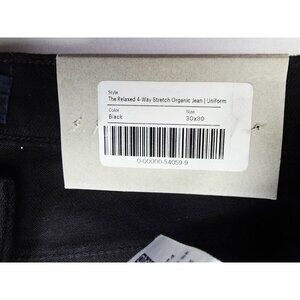 Style
The Relaxed 4-Way Stretch Organic Jean | Uniform
Color Size
Black 30x30
0-00000-54059-9